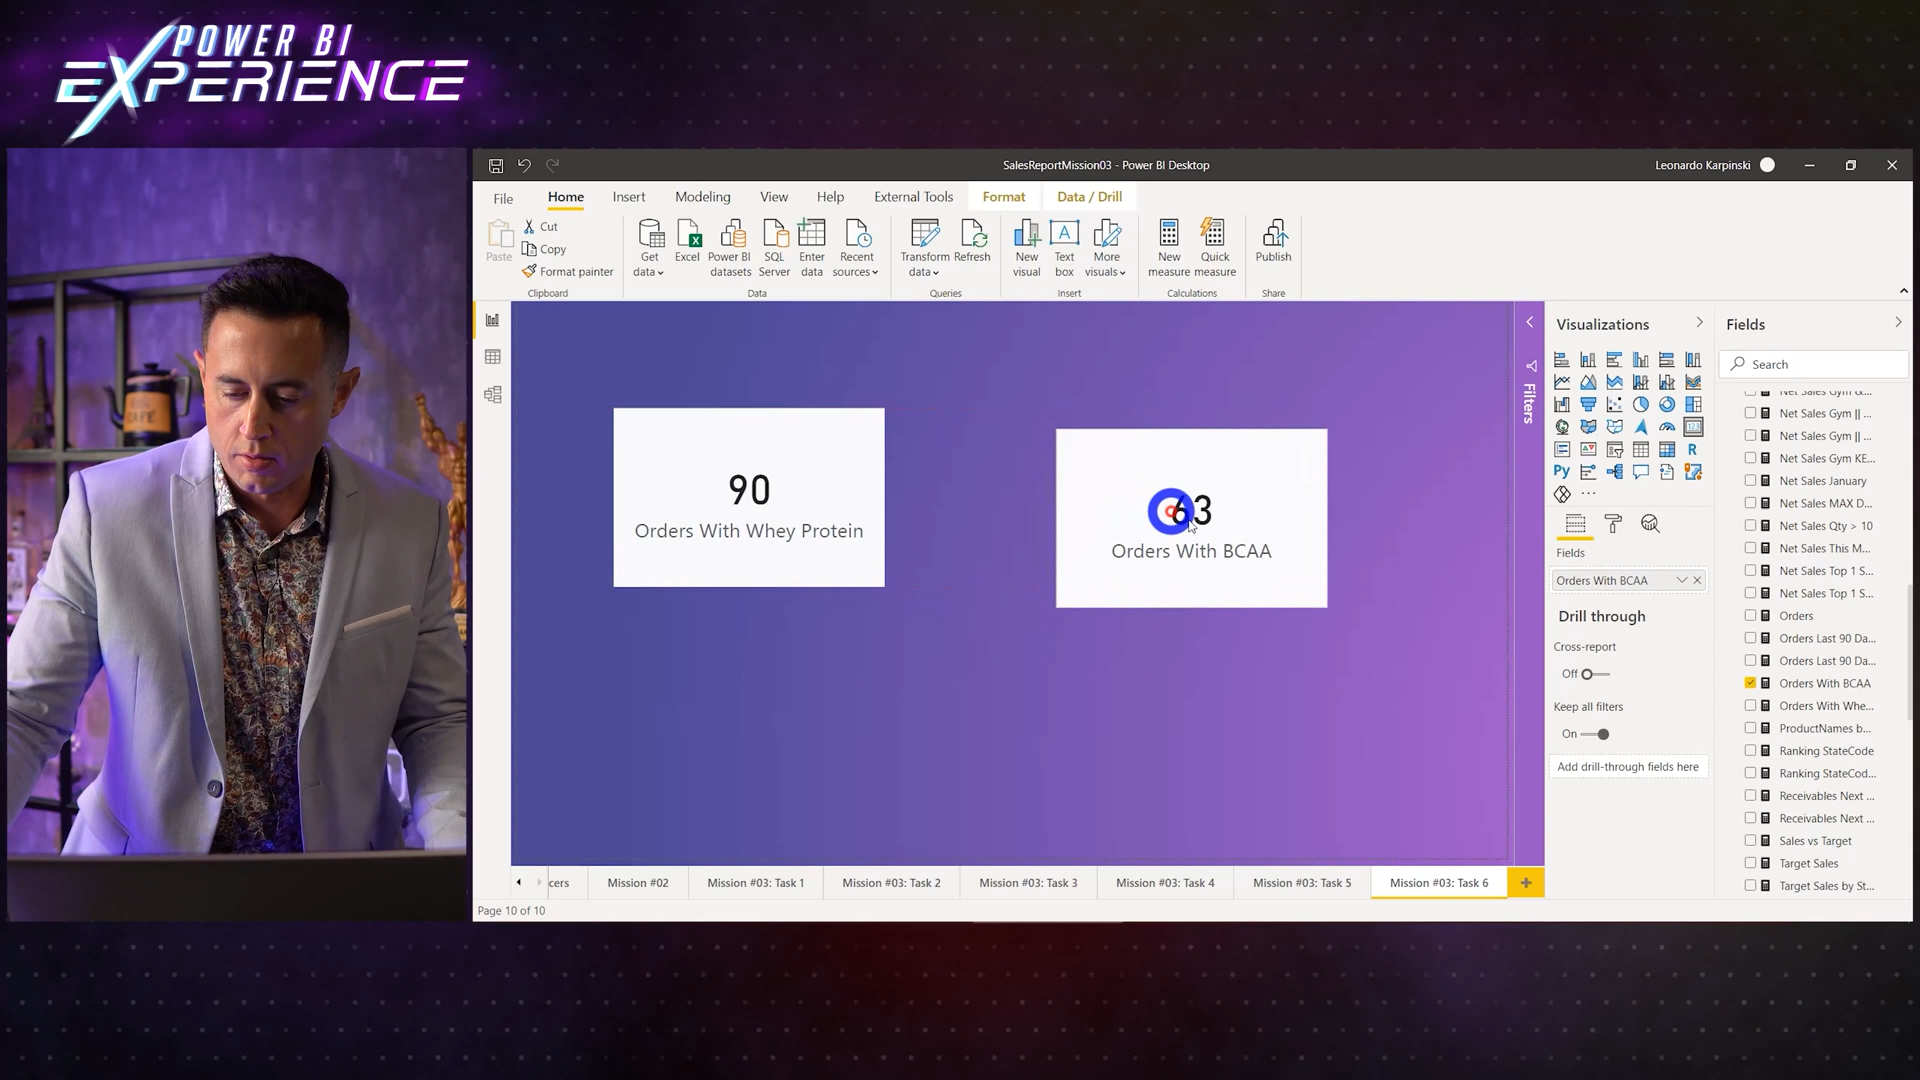 POWER BI
EXPERIENCE
SalesReportMission03 - Power BI Desktop
Leonardo Karpinski
File
Home
Insert
Modeling
View
Help
External Tools
Format
Data / Drill
Paste
Cut
Copy
Format painter
Clipboard
Get data
Excel
Power BI datasets
SQL Server
Enter data
Recent sources
Data
Transform data
Refresh
Queries
New visual
Text box
More visuals
Insert
New measure
Quick measure
Calculations
Publish
Share
90
Orders With Whey Protein
63
Orders With BCAA
Filters
Visualizations
R
Py
123
Fields
Orders With BCAA
Drill through
Cross-report
Off
Keep all filters
On
Add drill-through fields here
Fields
Search
Net Sales Gym &...
Net Sales Gym || ...
Net Sales Gym || ...
Net Sales Gym KE...
Net Sales January
Net Sales MAX D...
Net Sales Qty > 10
Net Sales This M...
Net Sales Top 1 S...
Net Sales Top 1 S...
Orders
Orders Last 90 Da...
Orders Last 90 Da...
Orders With BCAA
Orders With Whe...
ProductNames b...
Ranking StateCode
Ranking StateCod...
Receivables Next ...
Receivables Next ...
Sales vs Target
Target Sales
Target Sales by St...
cers
Mission #02
Mission #03: Task 1
Mission #03: Task 2
Mission #03: Task 3
Mission #03: Task 4
Mission #03: Task 5
Mission #03: Task 6
Page 10 of 10
CAFÉ